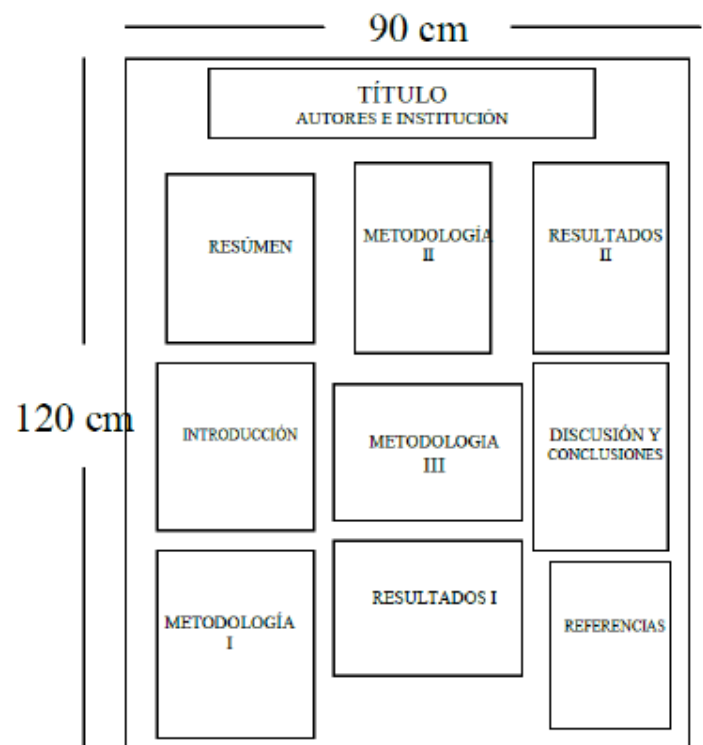 90 cm
TÍTULO
AUTORES E INSTITUCIÓN
RESÚMEN
METODOLOGÍA
II
RESULTADOS
II
120 cm
INTRODUCCIÓN
METODOLOGIA
III
DISCUSIÓN Y
CONCLUSIONES
METODOLOGÍA
I
RESULTADOS I
REFERENCIAS